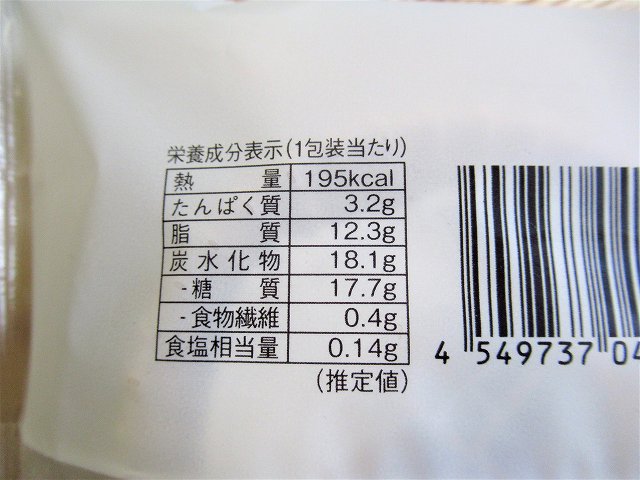 栄養成分表示(1包装当たり)
熱量 195kcal
たんぱく質 3.2g
脂質 12.3g
炭水化物 18.1g
-糖質 17.7g
-食物繊維 0.4g
食塩相当量 0.14g
(推定値)
4 549737 04